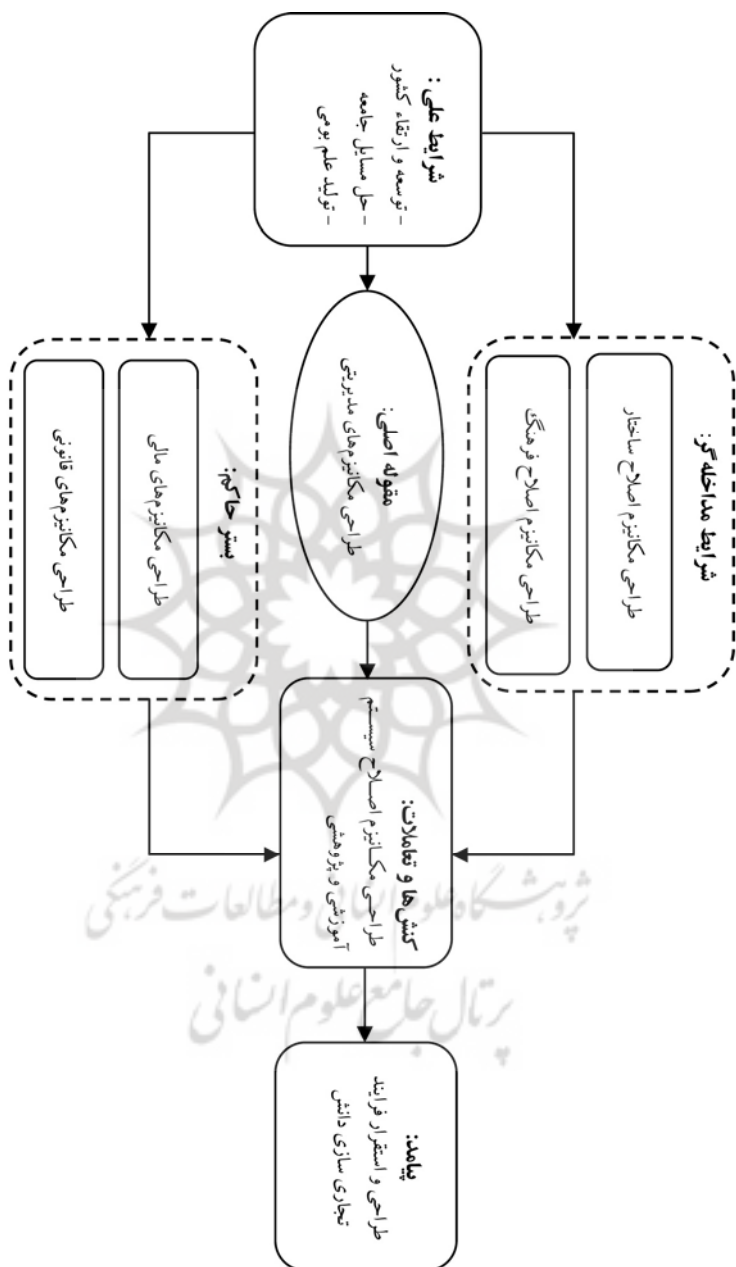 شرایط علی :
- توسعه و ارتقاء کشور
- حل مسایل جامعه
- تولید علم بومی
شرایط مداخله‌گر:
طراحی مکانیزم اصلاح ساختار
طراحی مکانیزم اصلاح فرهنگ
مقوله اصلی:
طراحی مکانیزم‌های مدیریتی
بستر حاکم:
طراحی مکانیزم‌های مالی
طراحی مکانیزم‌های قانونی
کنش‌ها و تعاملات:
طراحی مکانیزم اصلاح سیستم
آموزشی و پژوهشی
پیامد:
طراحی و استقرار فرایند
تجاری سازی دانش
پژوهشگاه علوم انسانی و مطالعات فرهنگی
پرتال جامع علوم انسانی